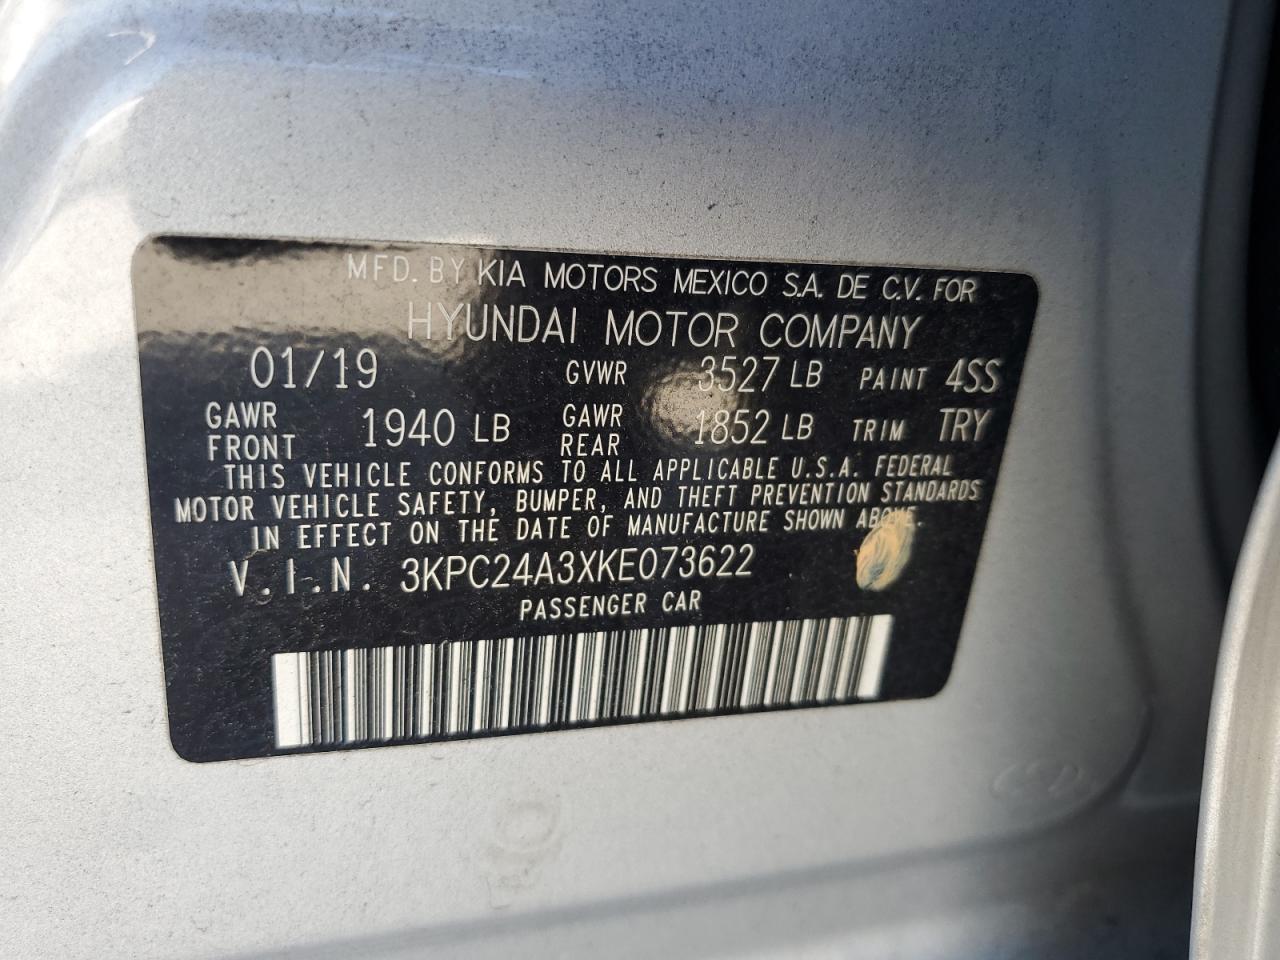 MFD. BY KIA MOTORS MEXICO S.A. DE C.V. FOR
HYUNDAI MOTOR COMPANY
01/19 GVWR 3527 LB PAINT 4SS
GAWR FRONT 1940 LB GAWR REAR 1852 LB TRIM TRY
THIS VEHICLE CONFORMS TO ALL APPLICABLE U.S.A. FEDERAL
MOTOR VEHICLE SAFETY, BUMPER, AND THEFT PREVENTION STANDARDS
IN EFFECT ON THE DATE OF MANUFACTURE SHOWN ABOVE.
V.I.N. 3KPC24A3XKE073622
PASSENGER CAR